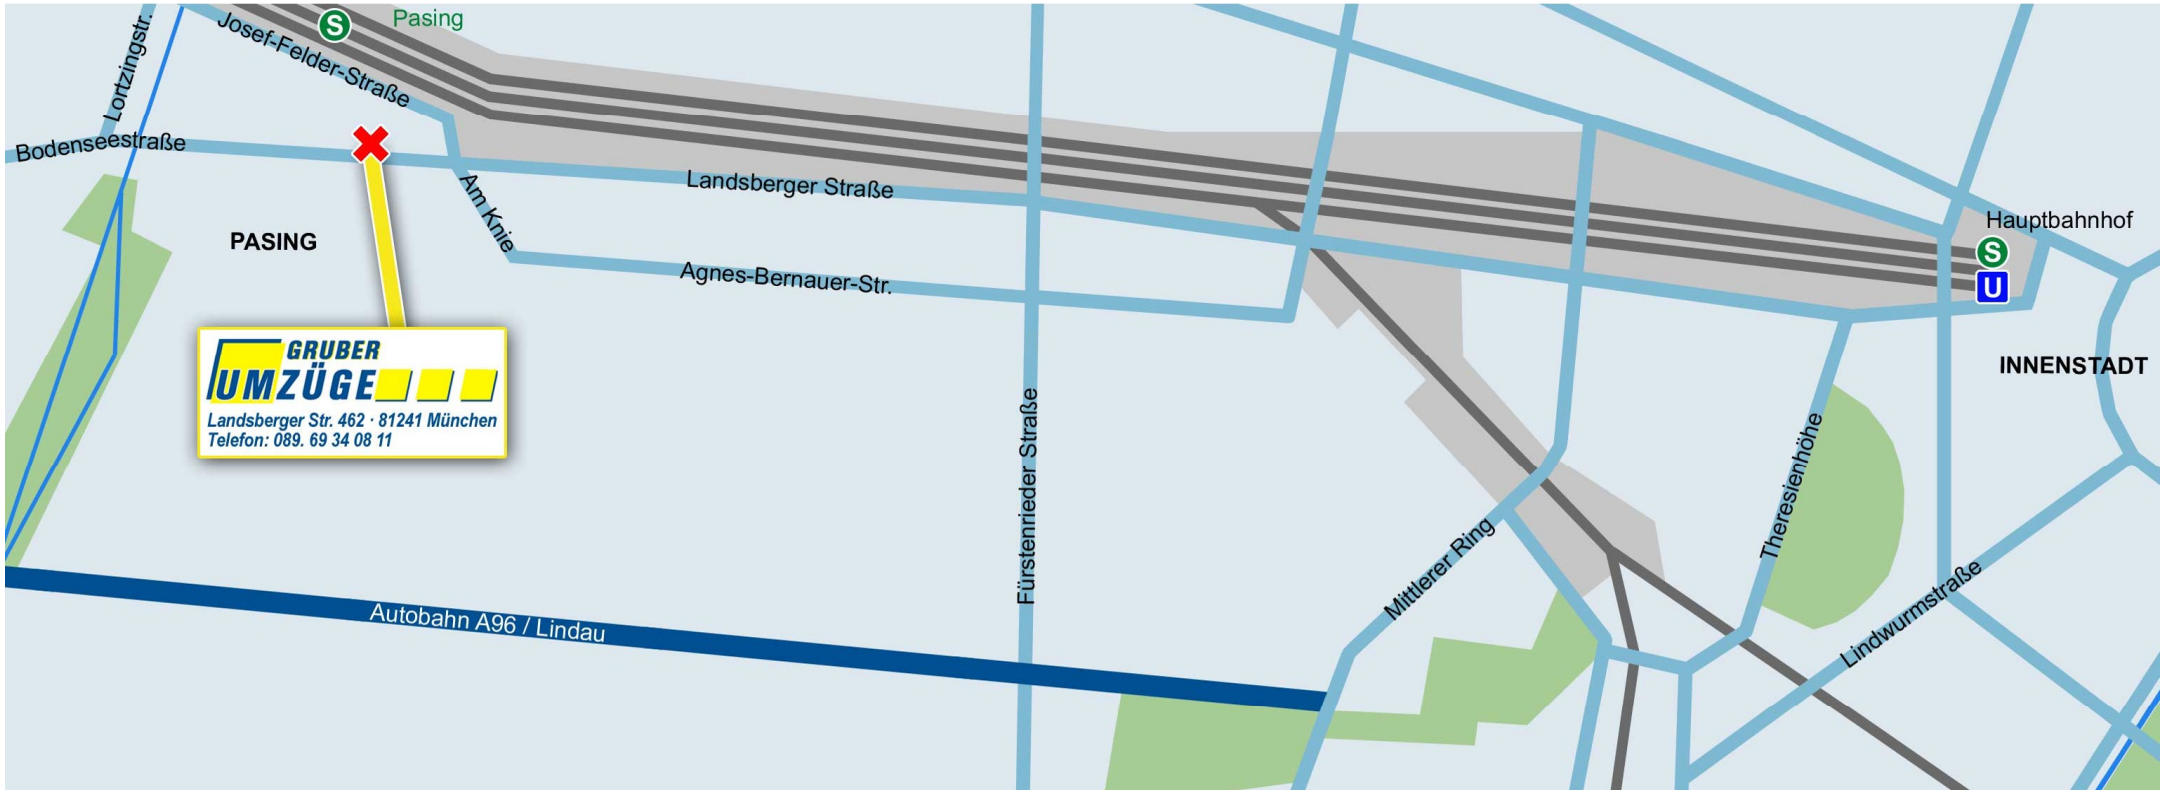 S
Pasing
Lortzingstr.
Josef-Felder-Straße
Bodenseestraße
Landsberger Straße
Am Knie
Hauptbahnhof
S
U
PASING
Agnes-Bernauer-Str.
GRUBER
UMZÜGE
Landsberger Str. 462 · 81241 München
Telefon: 089. 69 34 08 11
INNENSTADT
Fürstenrieder Straße
Theresienhöhe
Mittlerer Ring
Lindwurmstraße
Autobahn A96 / Lindau